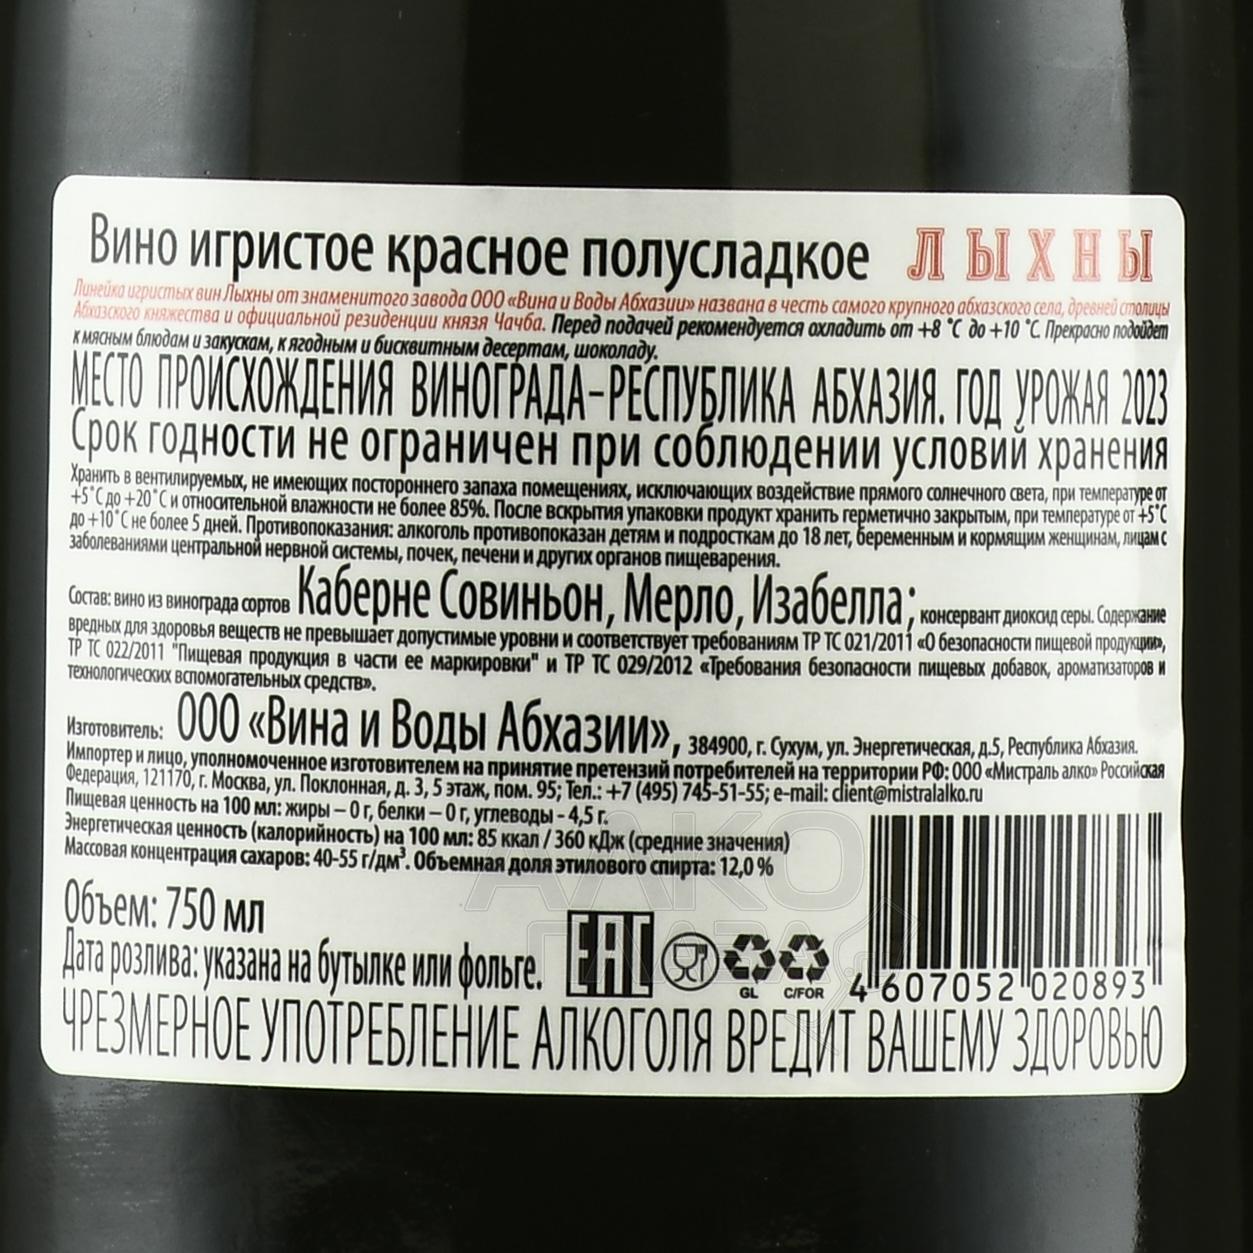 Вино игристое красное полусладкое ЛЫХНЫ
Линейка игристых вин Лыхны от знаменитого завода ООО «Вина и Воды Абхазии» названа в честь самого крупного абхазского села, древней столицы
Абхазского княжества и официальной резиденции князя Чачба. Перед подачей рекомендуется охладить от +8 °С до +10 °С. Прекрасно подойдет
к мясным блюдам и закускам, к ягодным и бисквитным десертам, шоколаду.
МЕСТО ПРОИСХОЖДЕНИЯ ВИНОГРАДА–РЕСПУБЛИКА АБХАЗИЯ. ГОД УРОЖАЯ 2023
Срок годности не ограничен при соблюдении условий хранения
Хранить в вентилируемых, не имеющих постороннего запаха помещениях, исключающих воздействие прямого солнечного света, при температуре от
+5°С до +20°С и относительной влажности не более 85%. После вскрытия упаковки продукт хранить герметично закрытым, при температуре от +5°С
до +10°С не более 5 дней. Противопоказания: алкоголь противопоказан детям и подросткам до 18 лет, беременным и кормящим женщинам, лицам с
заболеваниями центральной нервной системы, почек, печени и других органов пищеварения.
Состав: вино из винограда сортов Каберне Совиньон, Мерло, Изабелла; консервант диоксид серы. Содержание
вредных для здоровья веществ не превышает допустимые уровни и соответствует требованиям ТР ТС 021/2011 «О безопасности пищевой продукции»,
ТР ТС 022/2011 "Пищевая продукция в части ее маркировки" и ТР ТС 029/2012 «Требования безопасности пищевых добавок, ароматизаторов и
технологических вспомогательных средств».
Изготовитель: ООО «Вина и Воды Абхазии», 384900, г. Сухум, ул. Энергетическая, д.5, Республика Абхазия.
Импортер и лицо, уполномоченное изготовителем на принятие претензий потребителей на территории РФ: ООО «Мистраль алко» Российская
Федерация, 121170, г. Москва, ул. Поклонная, д. 3, 5 этаж, пом. 95; Тел.: +7 (495) 745-51-55; e-mail: client@mistralalko.ru
Пищевая ценность на 100 мл: жиры – 0 г, белки – 0 г, углеводы - 4,5 г.
Энергетическая ценность (калорийность) на 100 мл: 85 ккал / 360 кДж (средние значения)
Массовая концентрация сахаров: 40-55 г/дм³. Объемная доля этилового спирта: 12,0 %
Объем: 750 мл
Дата розлива: указана на бутылке или фольге.
EAC
GL C/FOR
4 607052 020893
ЧРЕЗМЕРНОЕ УПОТРЕБЛЕНИЕ АЛКОГОЛЯ ВРЕДИТ ВАШЕМУ ЗДОРОВЬЮ